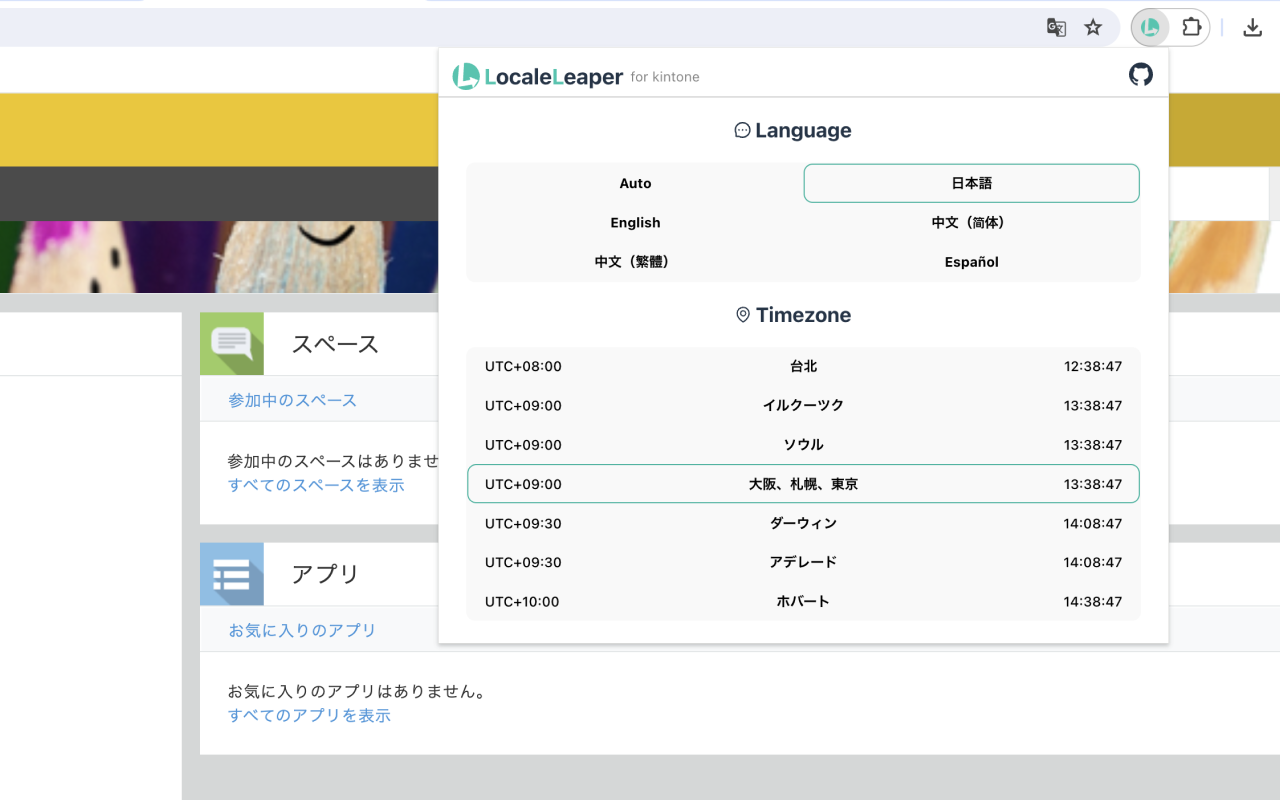 LocaleLeaper for kintone
Language
Auto
日本語
English
中文（简体）
中文（繁體）
Español
Timezone
UTC+08:00 台北 12:38:47
UTC+09:00 イルクーツク 13:38:47
UTC+09:00 ソウル 13:38:47
UTC+09:00 大阪、札幌、東京 13:38:47
UTC+09:30 ダーウィン 14:08:47
UTC+09:30 アデレード 14:08:47
UTC+10:00 ホバート 14:38:47
スペース
参加中のスペース
参加中のスペースはありませ
すべてのスペースを表示
アプリ
お気に入りのアプリ
お気に入りのアプリはありません。
すべてのアプリを表示